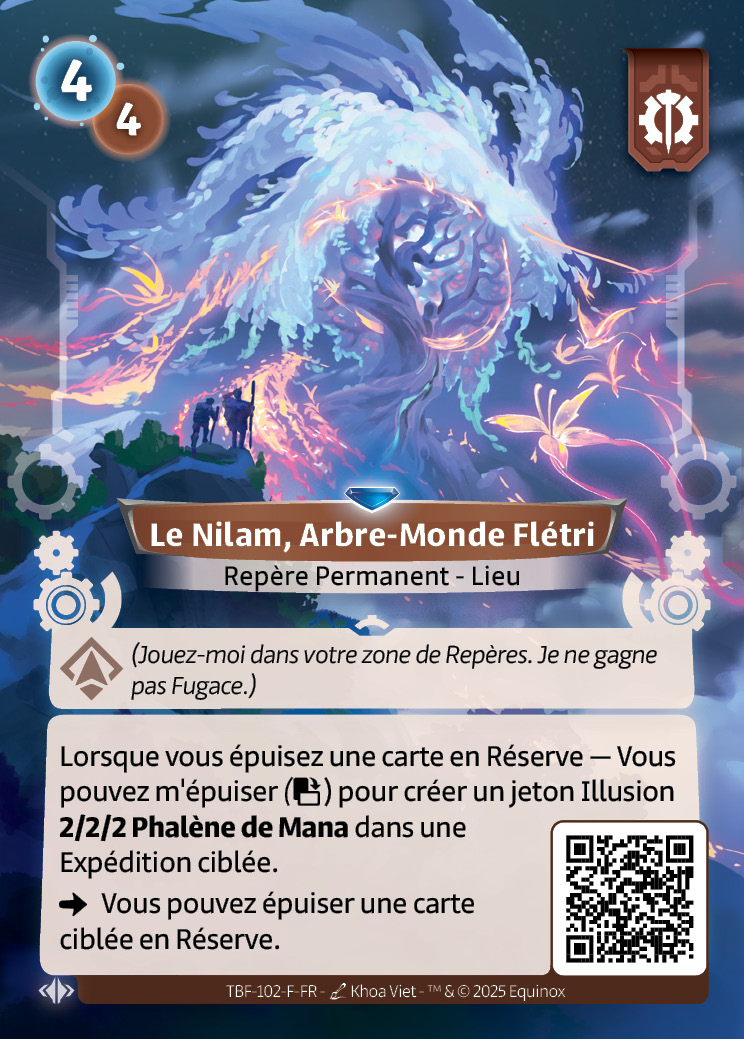 4
4
Le Nilam, Arbre-Monde Flétri
Repère Permanent - Lieu
(Jouez-moi dans votre zone de Repères. Je ne gagne
pas Fugace.)
Lorsque vous épuisez une carte en Réserve — Vous
pouvez m'épuiser () pour créer un jeton Illusion
2/2/2 Phalène de Mana dans une
Expédition ciblée.
Vous pouvez épuiser une carte
ciblée en Réserve.
TBF-102-F-FR - Khoa Viet - ™ & © 2025 Equinox